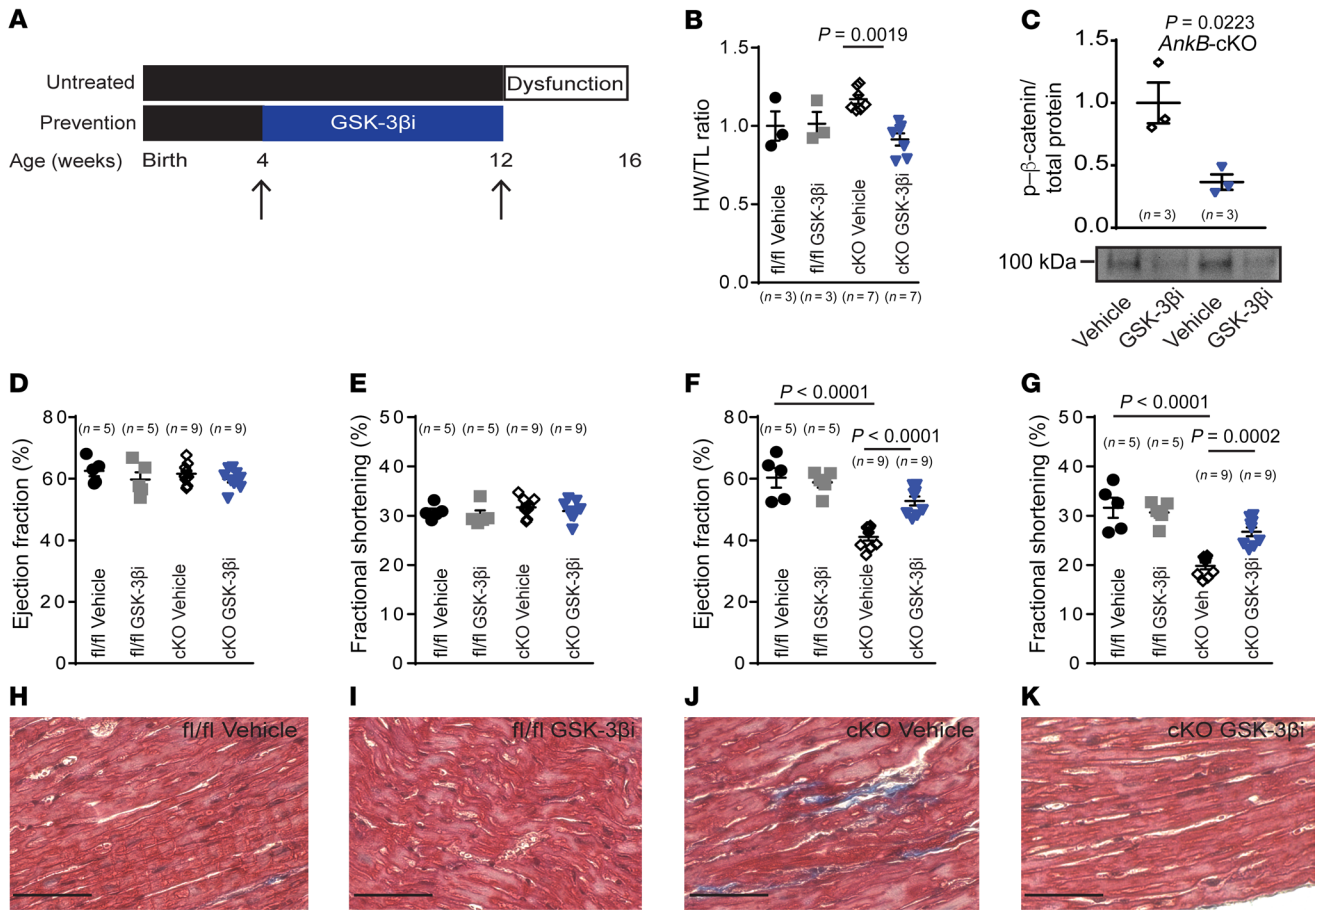 A
Untreated
Dysfunction
Prevention
GSK-3βi
Age (weeks)
Birth
4
12
16
B
P = 0.0019
HW/TL ratio
1.5
1.0
0.5
0.0
fl/fl Vehicle
fl/fl GSK-3βi
cKO Vehicle
cKO GSK-3βi
(n = 3) (n = 3) (n = 7) (n = 7)
C
P = 0.0223
AnkB-cKO
p–β-catenin/
total protein
1.5
1.0
0.5
0.0
(n = 3) (n = 3)
100 kDa
Vehicle
GSK-3βi
Vehicle
GSK-3βi
D
Ejection fraction (%)
80
60
40
20
0
(n = 5) (n = 5) (n = 9) (n = 9)
fl/fl Vehicle
fl/fl GSK-3βi
cKO Vehicle
cKO GSK-3βi
E
Fractional shortening (%)
50
40
30
20
10
0
(n = 5) (n = 5) (n = 9) (n = 9)
fl/fl Vehicle
fl/fl GSK-3βi
cKO Vehicle
cKO GSK-3βi
F
P < 0.0001
Ejection fraction (%)
80
60
40
20
0
(n = 5) (n = 5)
P < 0.0001
(n = 9) (n = 9)
fl/fl Vehicle
fl/fl GSK-3βi
cKO Vehicle
cKO GSK-3βi
G
P < 0.0001
Fractional shortening (%)
50
40
30
20
10
0
(n = 5) (n = 5)
P = 0.0002
(n = 9) (n = 9)
fl/fl Vehicle
fl/fl GSK-3βi
cKO Veh
cKO GSK-3βi
H
fl/fl Vehicle
I
fl/fl GSK-3βi
J
cKO Vehicle
K
cKO GSK-3βi